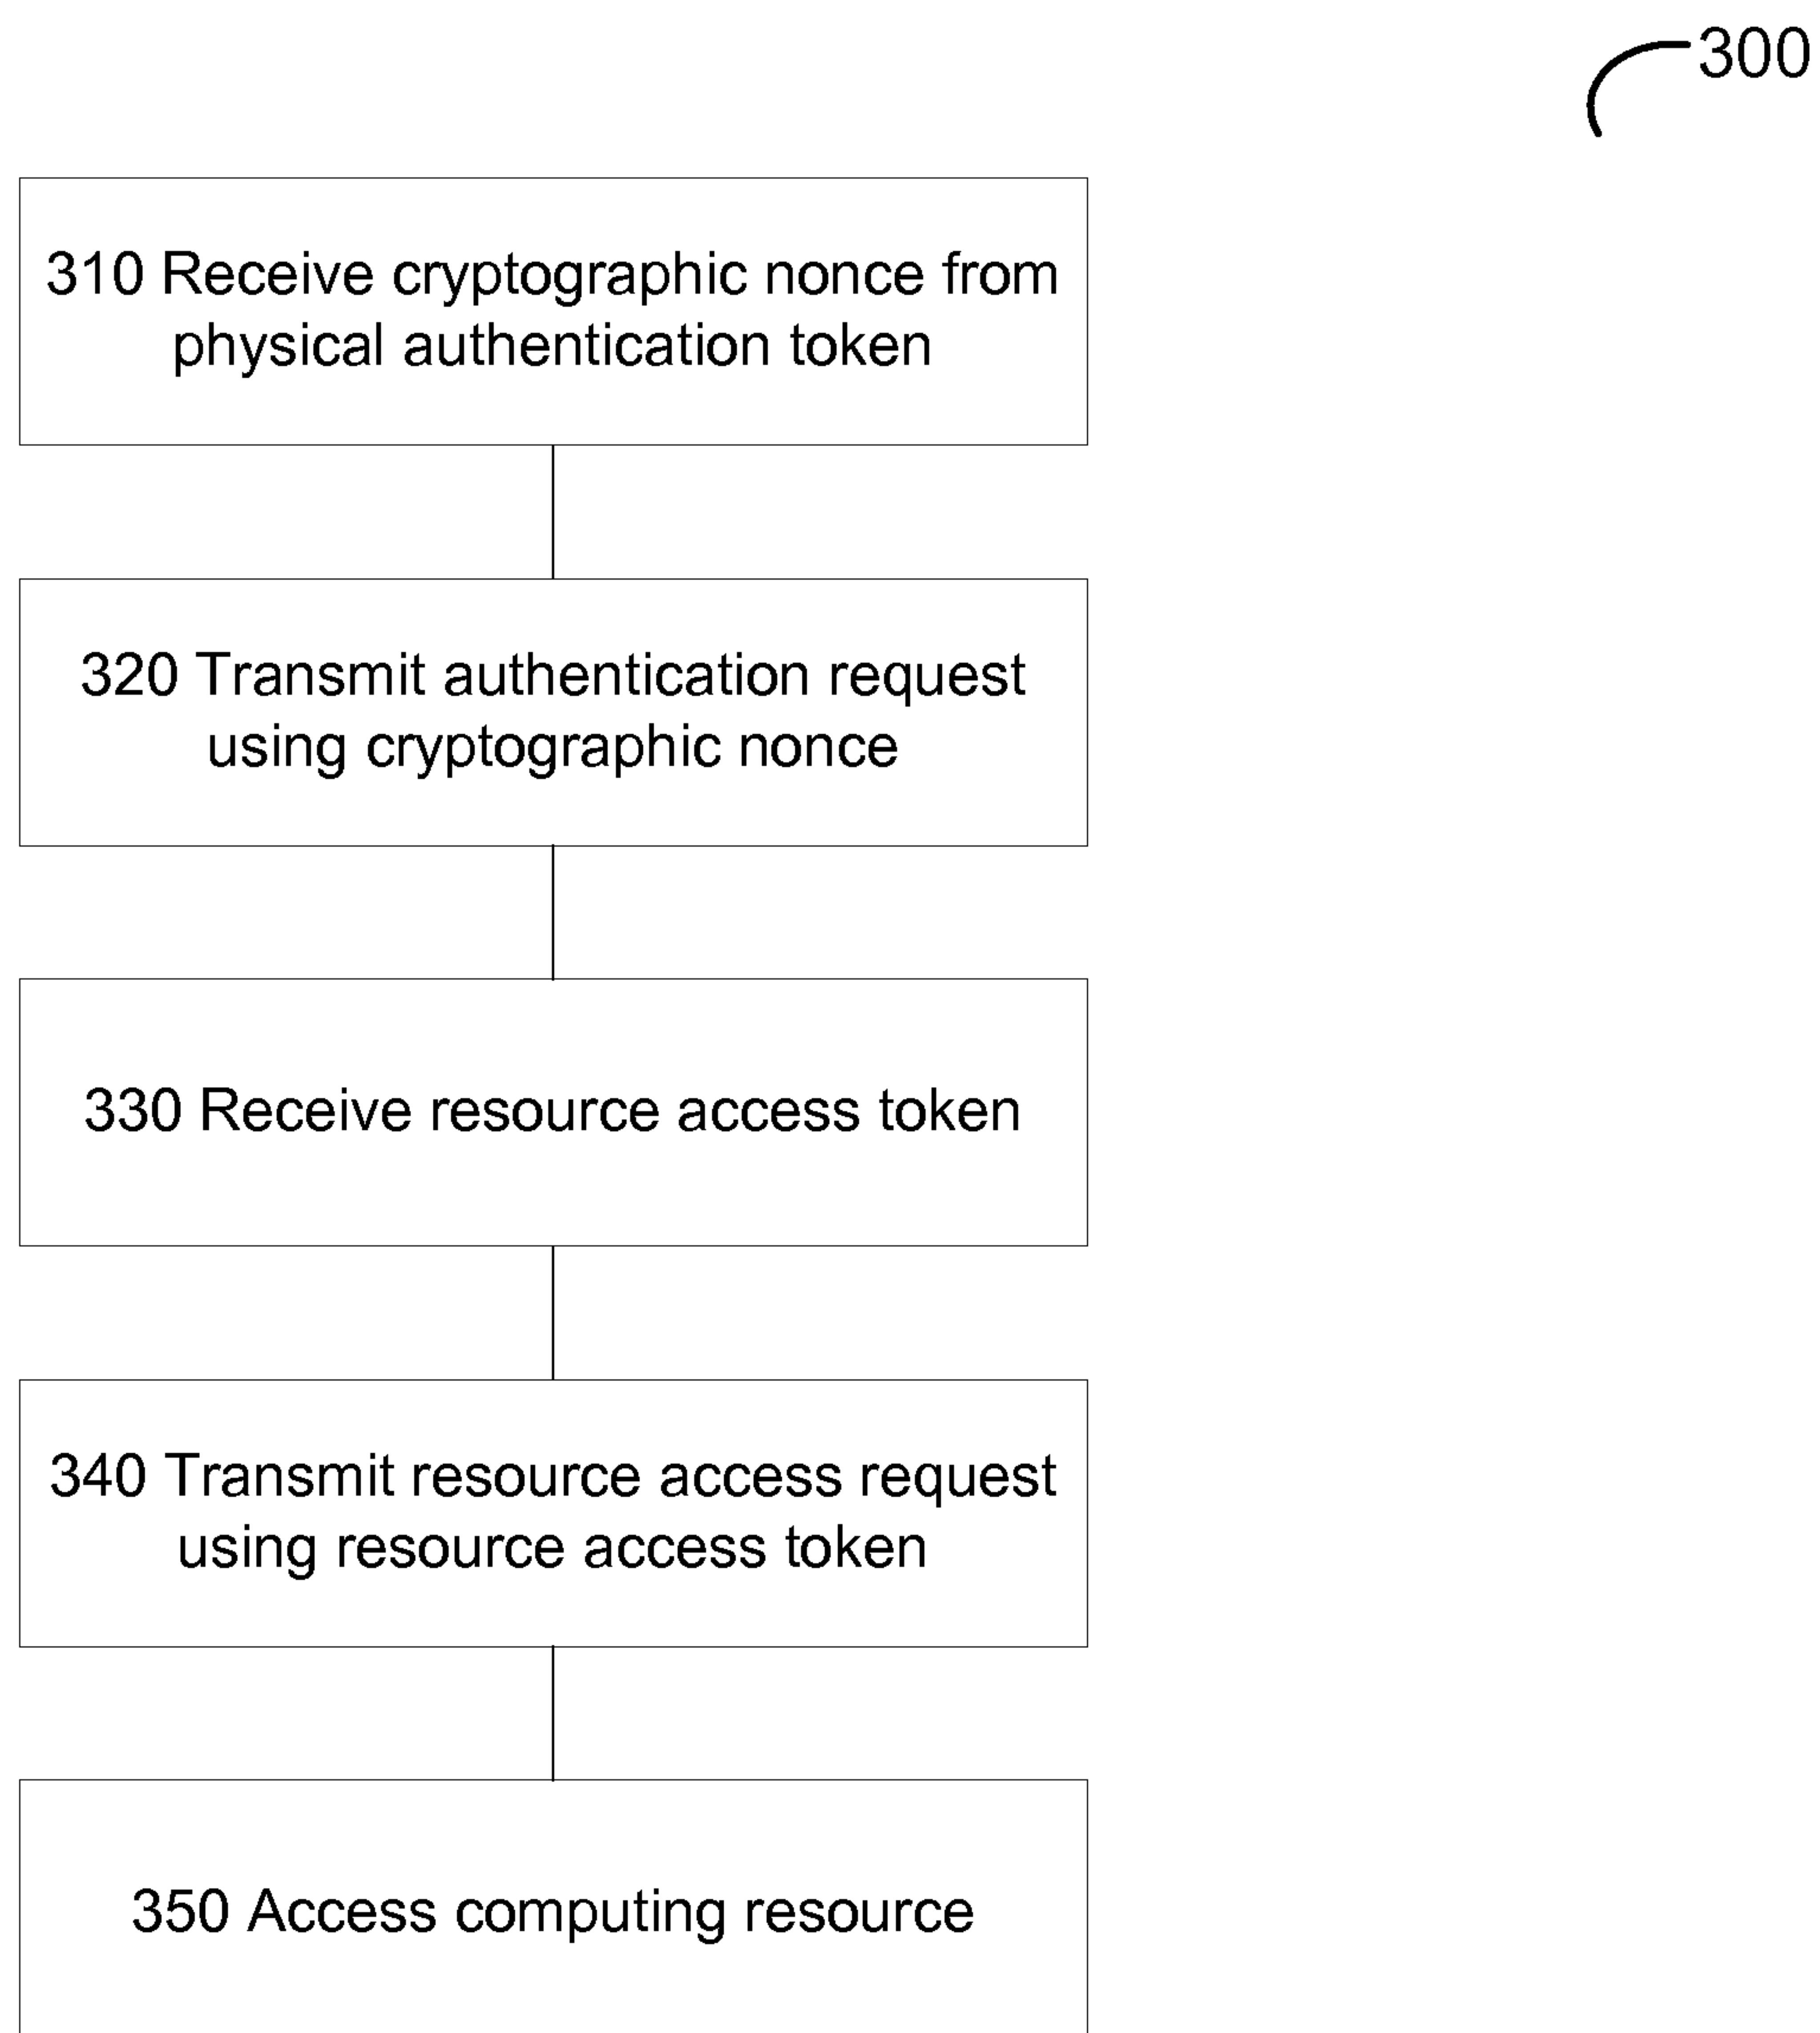 300
310 Receive cryptographic nonce from
physical authentication token
320 Transmit authentication request
using cryptographic nonce
330 Receive resource access token
340 Transmit resource access request
using resource access token
350 Access computing resource